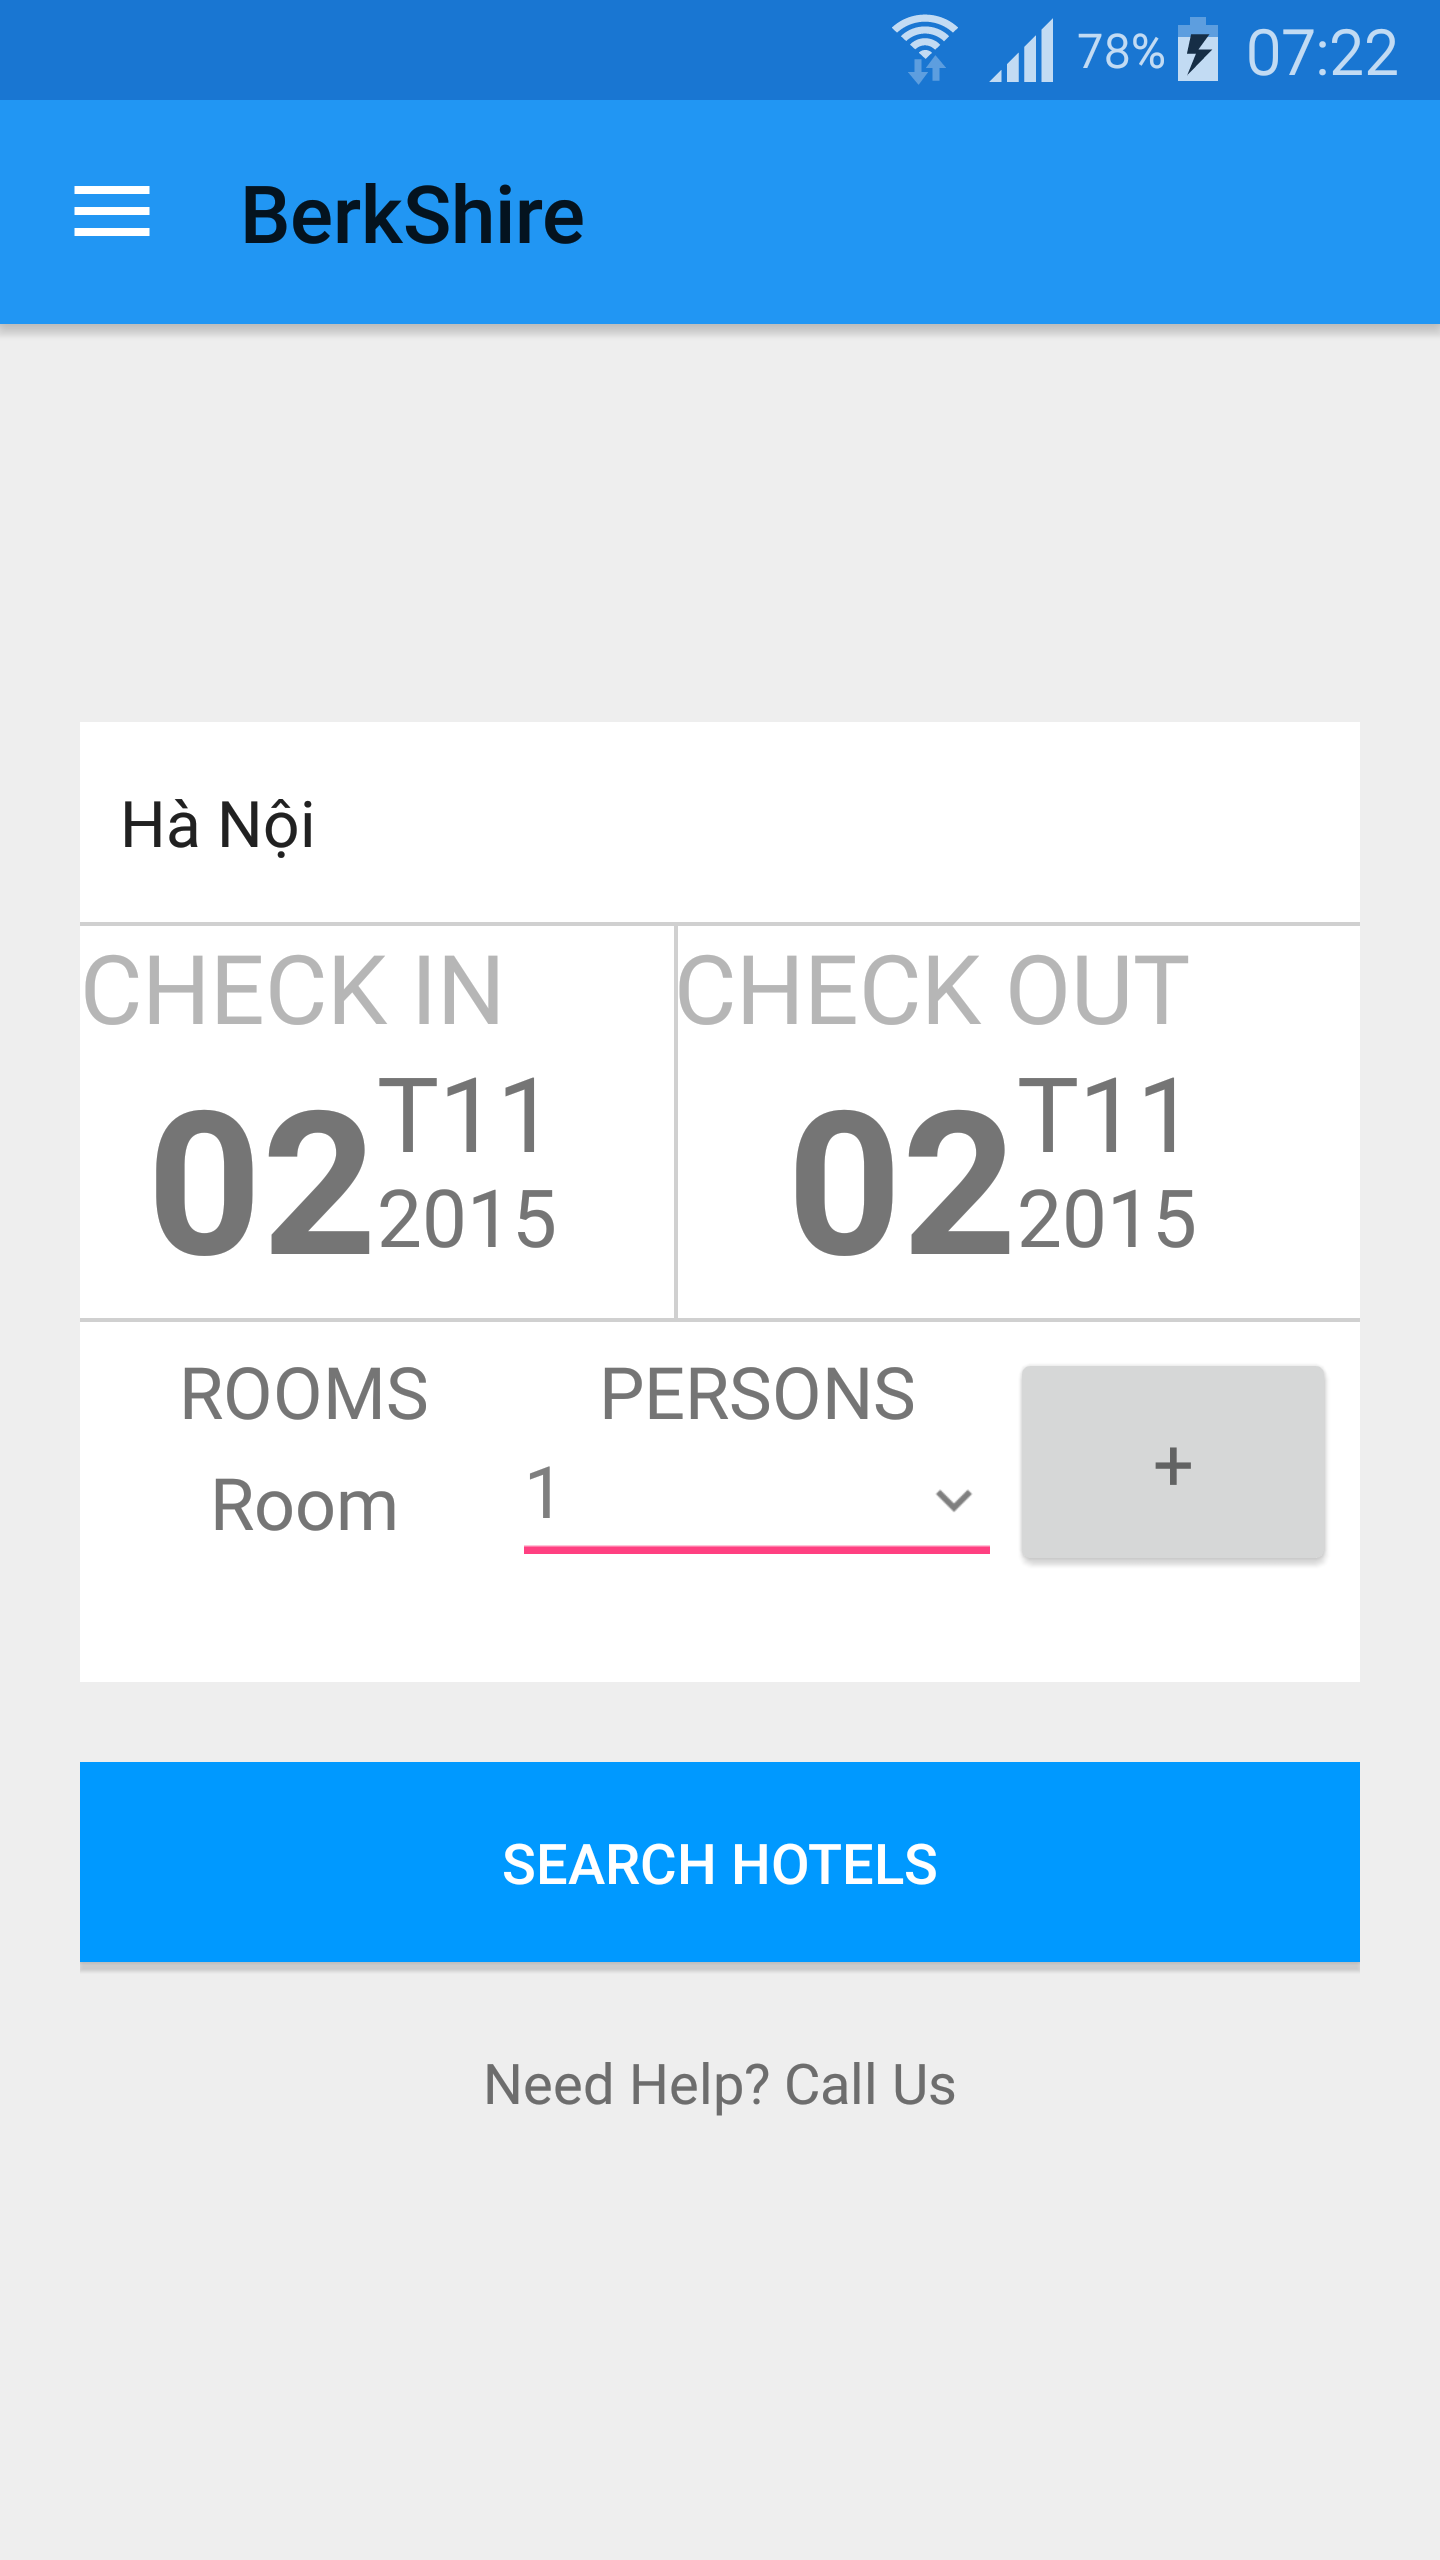 78% 07:22
BerkShire
Hà Nội
CHECK IN CHECK OUT
02 T11 2015 02 T11 2015
ROOMS PERSONS
Room 1 +
SEARCH HOTELS
Need Help? Call Us